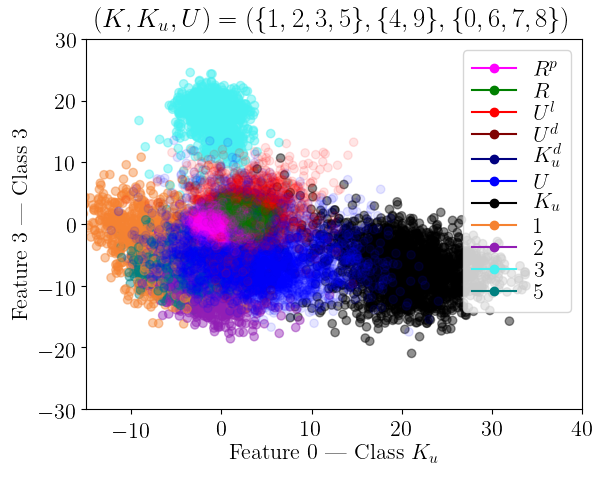 (K, K_u, U) = ({1, 2, 3, 5}, {4, 9}, {0, 6, 7, 8})
30
20
10
0
−10
−20
−30
Feature 3 — Class 3
R^p
R
U^l
U^d
K_u^d
U
K_u
1
2
3
5
−10
0
10
20
30
40
Feature 0 — Class K_u